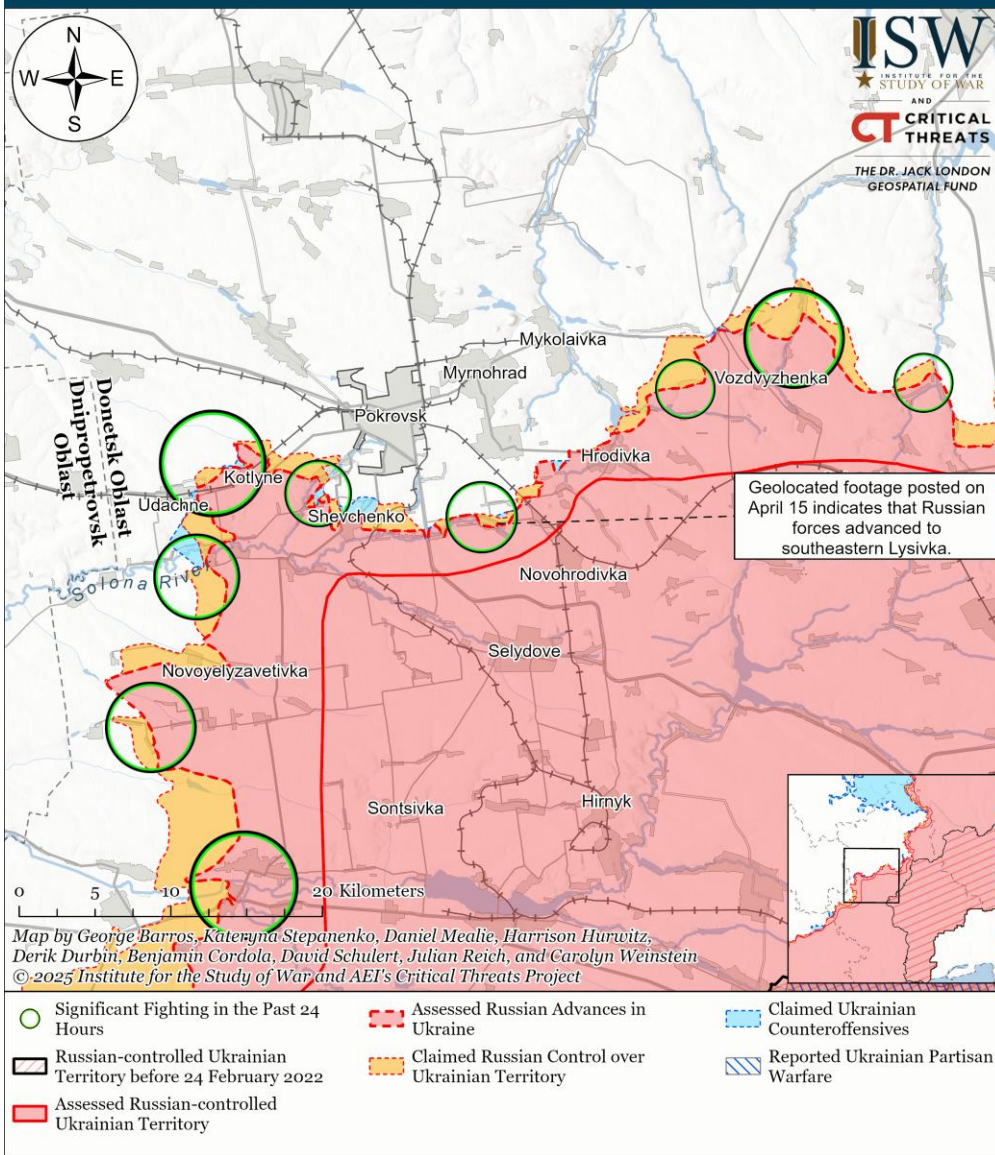 N
W
E
S
ISW
INSTITUTE FOR THE
STUDY OF WAR
AND
CT CRITICAL
THREATS
THE DR. JACK LONDON
GEOSPATIAL FUND
Mykolaivka
Myrnohrad
Vozdvyzhenka
Pokrovsk
Donetsk Oblast
Dnipropetrovsk
Oblast
Hrodivka
Kotlyne
Udachne
Shevchenko
Geolocated footage posted on
April 15 indicates that Russian
forces advanced to
southeastern Lysivka.
Solona River
Novohrodivka
Selydove
Novoyelyzavetivka
Sontsivka
Hirnyk
0 5 10 20 Kilometers
Map by George Barros, Kateryna Stepanenko, Daniel Mealie, Harrison Hurwitz,
Derik Durbin, Benjamin Cordola, David Schulert, Julian Reich, and Carolyn Weinstein
© 2025 Institute for the Study of War and AEI's Critical Threats Project
Significant Fighting in the Past 24
Hours
Russian-controlled Ukrainian
Territory before 24 February 2022
Assessed Russian-controlled
Ukrainian Territory
Assessed Russian Advances in
Ukraine
Claimed Russian Control over
Ukrainian Territory
Claimed Ukrainian
Counteroffensives
Reported Ukrainian Partisan
Warfare